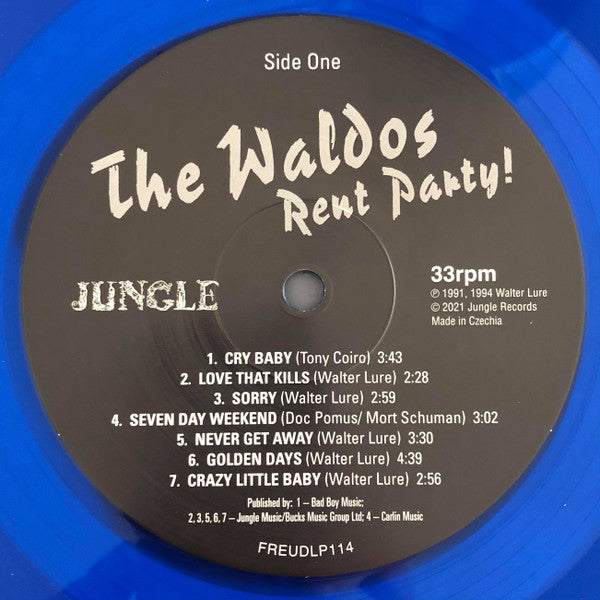 Side One
The Waldos
Rent Party!
JUNGLE
33rpm
℗ 1991, 1994 Walter Lure
© 2021 Jungle Records
Made in Czechia
1. CRY BABY (Tony Coiro) 3:43
2. LOVE THAT KILLS (Walter Lure) 2:28
3. SORRY (Walter Lure) 2:59
4. SEVEN DAY WEEKEND (Doc Pomus/ Mort Schuman) 3:02
5. NEVER GET AWAY (Walter Lure) 3:30
6. GOLDEN DAYS (Walter Lure) 4:39
7. CRAZY LITTLE BABY (Walter Lure) 2:56
Published by: 1 – Bad Boy Music;
2, 3, 5, 6, 7 – Jungle Music/Bucks Music Group Ltd; 4 – Carlin Music
FREUDLP114